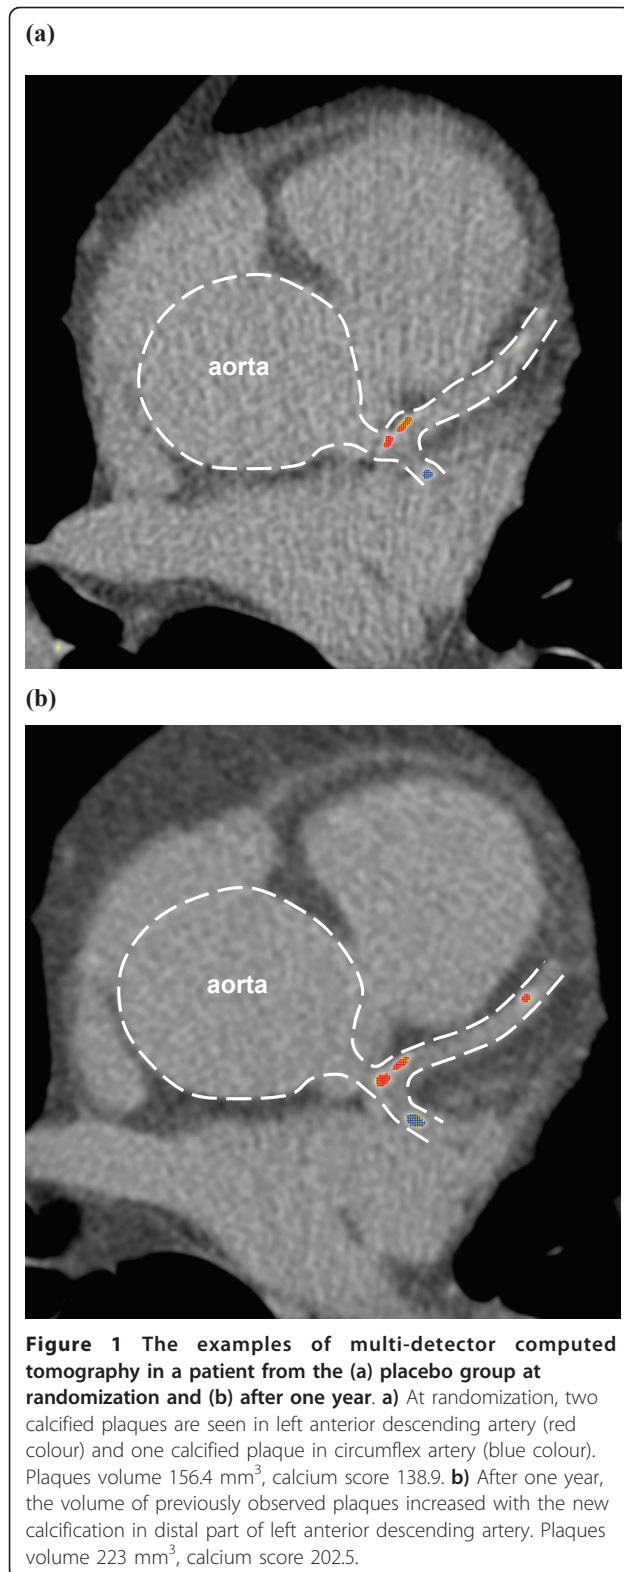 (a)
aorta
(b)
aorta
Figure 1 The examples of multi-detector computed
tomography in a patient from the (a) placebo group at
randomization and (b) after one year. a) At randomization, two
calcified plaques are seen in left anterior descending artery (red
colour) and one calcified plaque in circumflex artery (blue colour).
Plaques volume 156.4 mm³, calcium score 138.9. b) After one year,
the volume of previously observed plaques increased with the new
calcification in distal part of left anterior descending artery. Plaques
volume 223 mm³, calcium score 202.5.